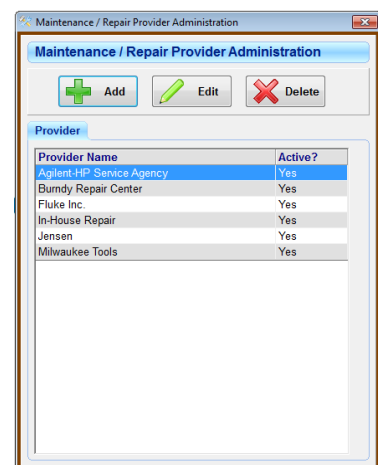 Maintenance / Repair Provider Administration
Maintenance / Repair Provider Administration
Add Edit Delete
Provider
Provider Name Active?
Agilent-HP Service Agency Yes
Burndy Repair Center Yes
Fluke Inc. Yes
In-House Repair Yes
Jensen Yes
Milwaukee Tools Yes